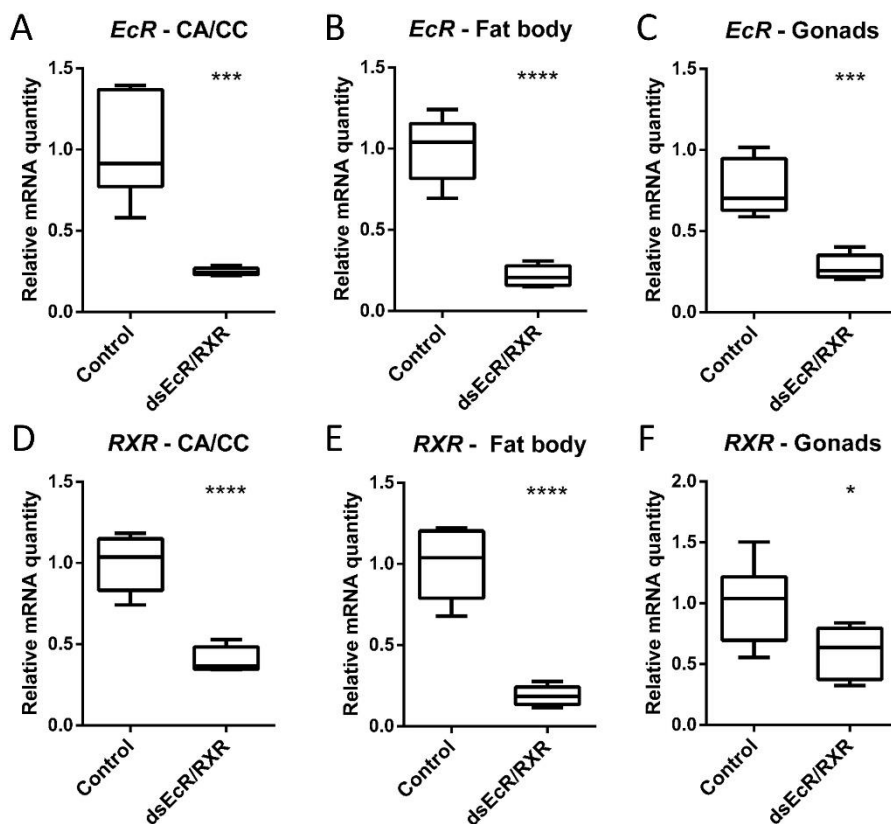 A
EcR - CA/CC
Relative mRNA quantity
1.5
1.0
0.5
0.0
***
Control
dsEcR/RXR
B
EcR - Fat body
Relative mRNA quantity
1.5
1.0
0.5
0.0
****
Control
dsEcR/RXR
C
EcR - Gonads
Relative mRNA quantity
1.5
1.0
0.5
0.0
***
Control
dsEcR/RXR
D
RXR - CA/CC
Relative mRNA quantity
1.5
1.0
0.5
0.0
****
Control
dsEcR/RXR
E
RXR - Fat body
Relative mRNA quantity
1.5
1.0
0.5
0.0
****
Control
dsEcR/RXR
F
RXR - Gonads
Relative mRNA quantity
2.0
1.5
1.0
0.5
0.0
*
Control
dsEcR/RXR